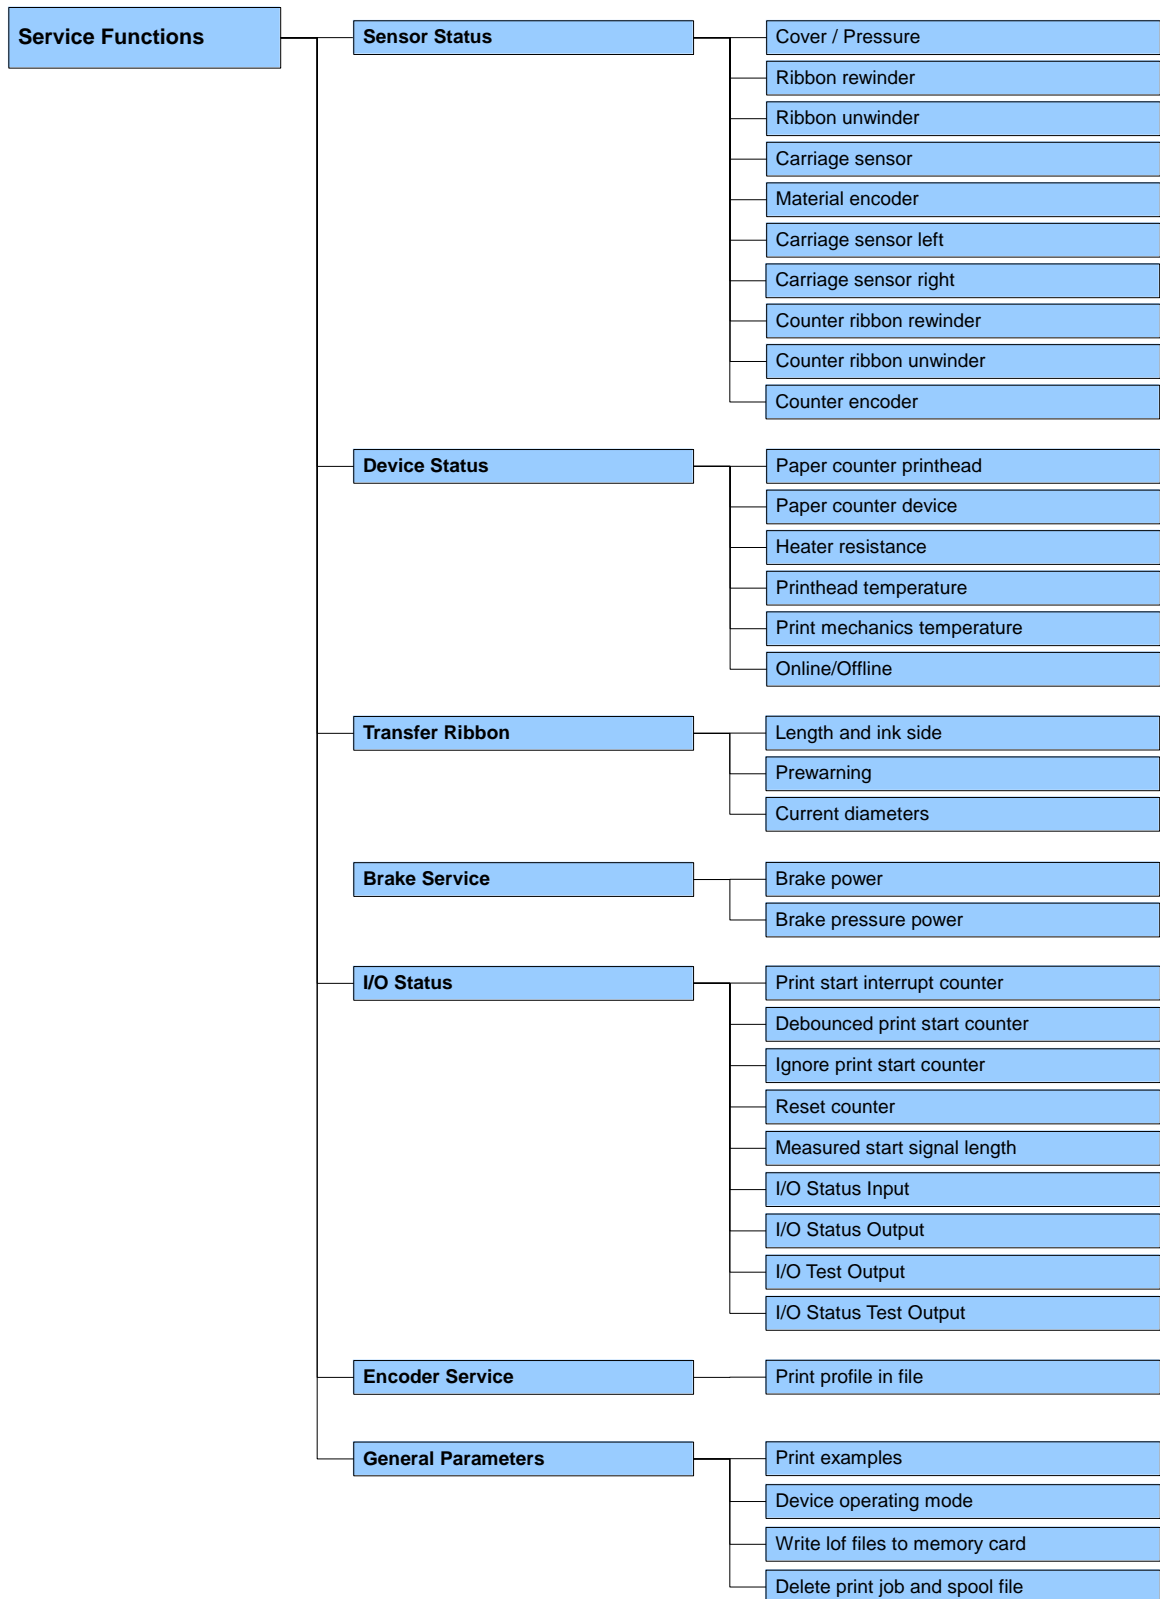 Service Functions
Sensor Status
Cover / Pressure
Ribbon rewinder
Ribbon unwinder
Carriage sensor
Material encoder
Carriage sensor left
Carriage sensor right
Counter ribbon rewinder
Counter ribbon unwinder
Counter encoder
Device Status
Paper counter printhead
Paper counter device
Heater resistance
Printhead temperature
Print mechanics temperature
Online/Offline
Transfer Ribbon
Length and ink side
Prewarning
Current diameters
Brake Service
Brake power
Brake pressure power
I/O Status
Print start interrupt counter
Debounced print start counter
Ignore print start counter
Reset counter
Measured start signal length
I/O Status Input
I/O Status Output
I/O Test Output
I/O Status Test Output
Encoder Service
Print profile in file
General Parameters
Print examples
Device operating mode
Write lof files to memory card
Delete print job and spool file